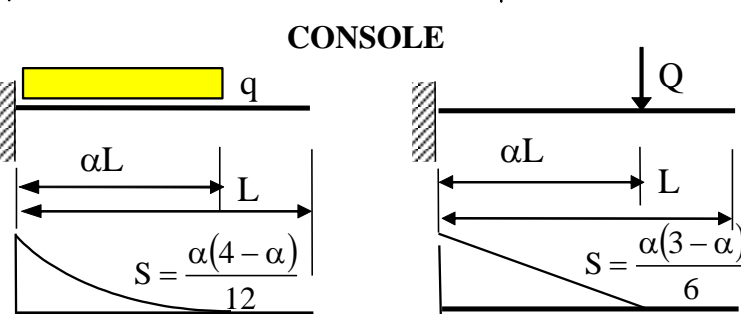 CONSOLE
q
Q
αL
L
αL
L
S = α(4 − α)/12
S = α(3 − α)/6